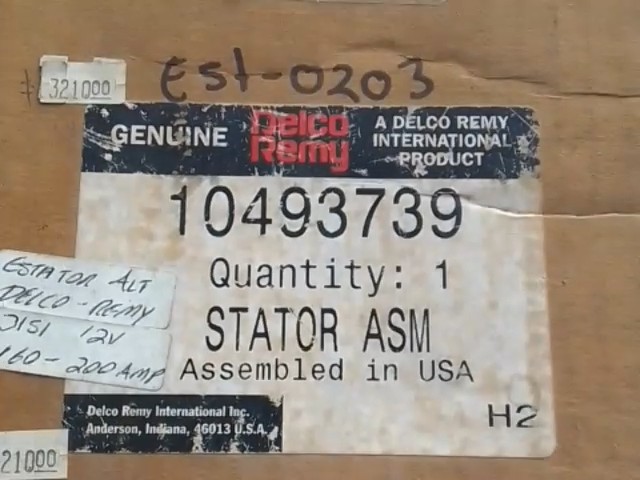 Est-0203
321000
GENUINE
Delco
Remy
A DELCO REMY
INTERNATIONAL
PRODUCT
10493739
Quantity: 1
STATOR ASM
Assembled in USA
ESTATOR ALT
DELCO-REMY
12V
160-200 AMP
Delco Remy International Inc.
Anderson, Indiana, 46013 U.S.A.
H2
21000